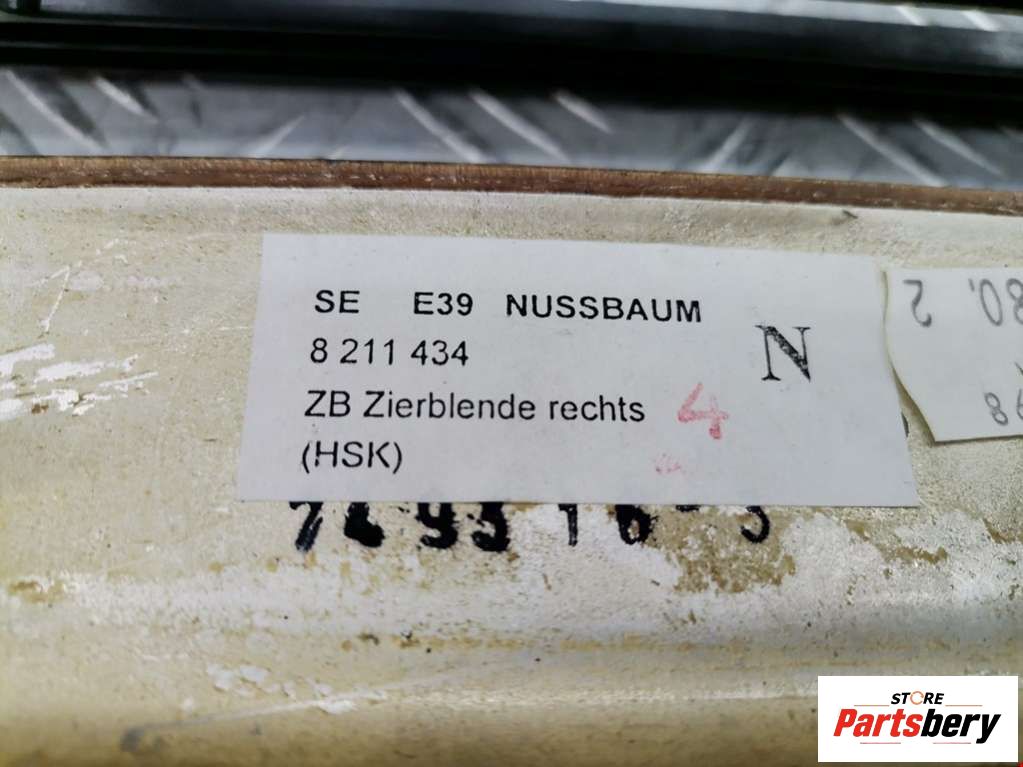 SE E39 NUSSBAUM
8 211 434
N
ZB Zierblende rechts
4
(HSK)
STORE
Partsbery